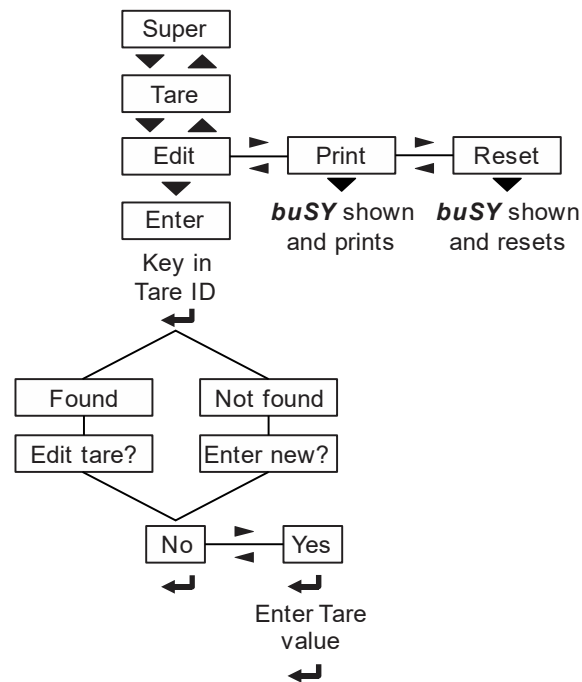 Super
Tare
Edit
Print
Reset
Enter
buSY shown
and prints
buSY shown
and resets
Key in
Tare ID
Found
Not found
Edit tare?
Enter new?
No
Yes
Enter Tare
value